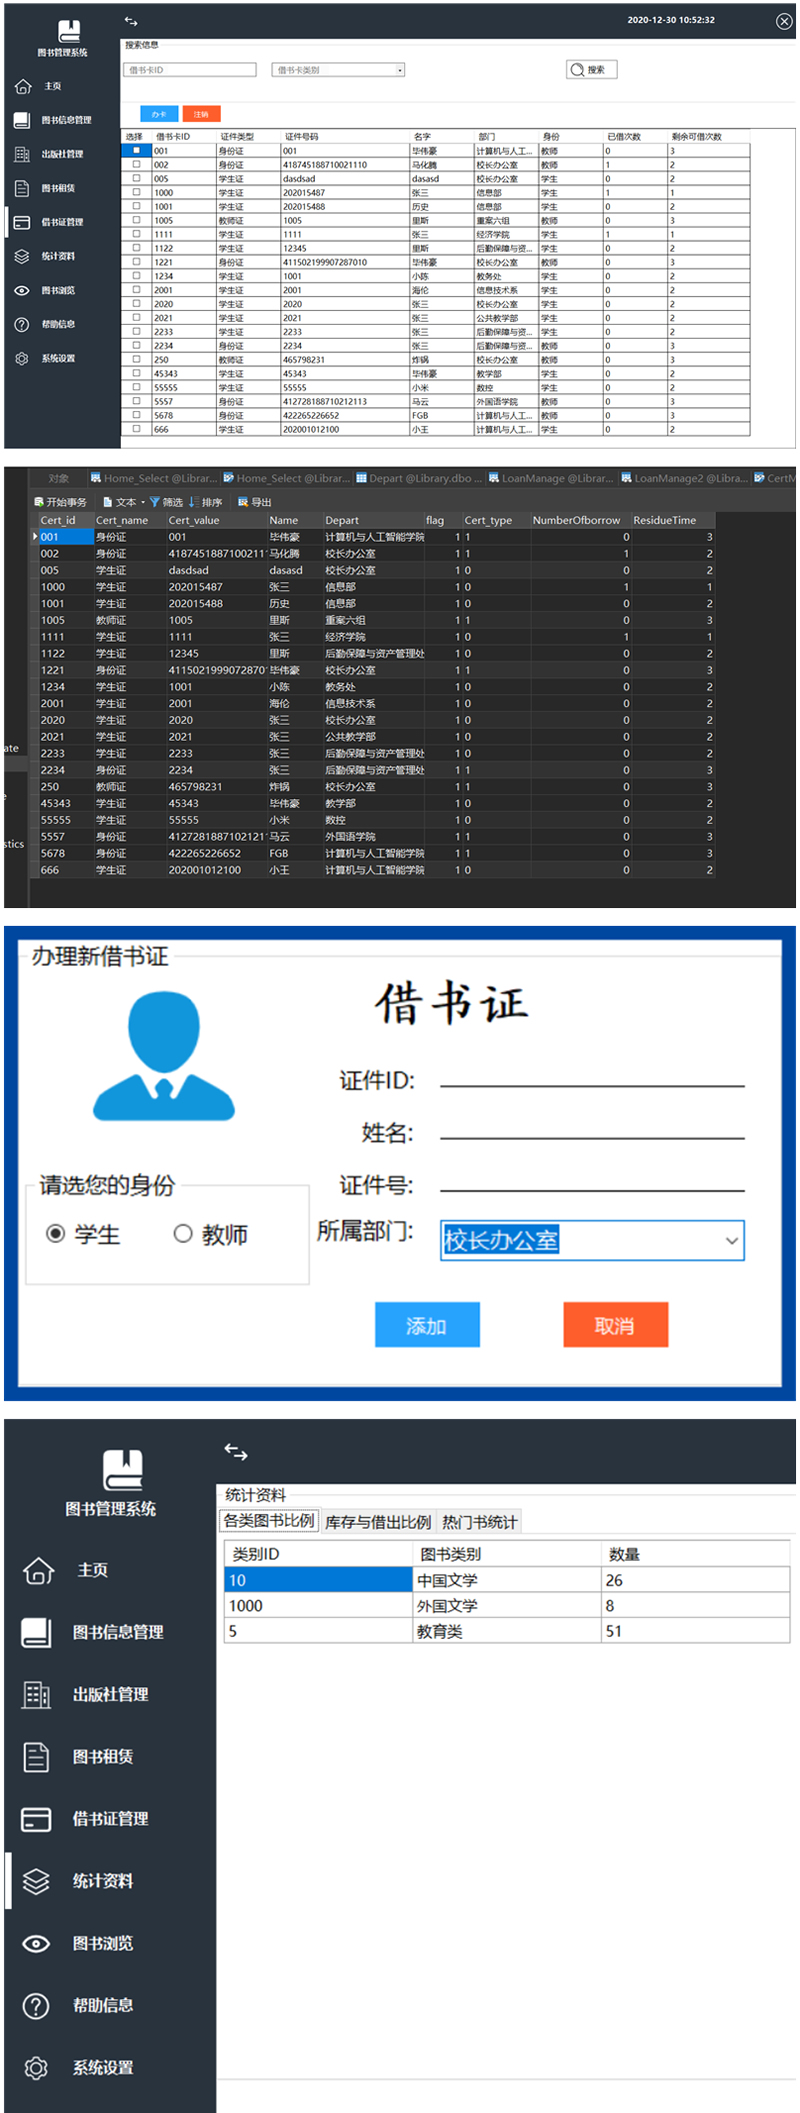 图书管理系统
2020-12-30 10:52:32
主页
图书信息管理
出版社管理
图书租赁
借书证管理
统计资料
图书浏览
帮助信息
系统设置
搜索信息
借书卡ID 借书卡类别 搜索
办卡 注销
选择 借书卡ID 证件类型 证件号码 名字 部门 身份 已借次数 剩余可借次数
001 身份证 001 毕伟豪 计算机与人工... 教师 0 3
002 身份证 418745188710021110 马化腾 校长办公室 教师 1 2
005 学生证 dasdsad dasasd 校长办公室 学生 0 2
1000 学生证 202015487 张三 信息部 学生 1 1
1001 学生证 202015488 历史 信息部 学生 0 2
1005 教师证 1005 里斯 重案六组 教师 0 3
1111 学生证 1111 张三 经济学院 学生 1 1
1122 学生证 12345 里斯 后勤保障与资... 学生 0 2
1221 身份证 411502199907287010 毕伟豪 校长办公室 教师 0 3
1234 学生证 1001 小陈 教务处 学生 0 2
2001 学生证 2001 海伦 信息技术系 学生 0 2
2020 学生证 2020 张三 校长办公室 学生 0 2
2021 学生证 2021 张三 公共教学部 学生 0 2
2233 学生证 2233 张三 后勤保障与资... 学生 0 2
2234 身份证 2234 张三 后勤保障与资... 教师 0 3
250 教师证 465798231 炸锅 校长办公室 教师 0 3
45343 学生证 45343 毕伟豪 教学部 学生 0 2
55555 学生证 55555 小米 数控 学生 0 2
5557 身份证 412728188710212113 马云 外国语学院 教师 0 3
5678 身份证 422265226652 FGB 计算机与人工... 教师 0 3
666 学生证 202001012100 小王 计算机与人工... 学生 0 2
对象 Home_Select @Librar... Home_Select @Librar... Depart @Library.dbo ... LoanManage @Librar... LoanManage2 @Libra... CertM
开始事务 文本 筛选 排序 导出
Cert_id Cert_name Cert_value Name Depart flag Cert_type NumberOfborrow ResidueTime
001 身份证 001 毕伟豪 计算机与人工智能学院 1 1 0 3
002 身份证 41874518871002111 马化腾 校长办公室 1 1 1 2
005 学生证 dasdsad dasasd 校长办公室 1 0 0 2
1000 学生证 202015487 张三 信息部 1 0 1 1
1001 学生证 202015488 历史 信息部 1 0 0 2
1005 教师证 1005 里斯 重案六组 1 1 0 3
1111 学生证 1111 张三 经济学院 1 0 1 1
1122 学生证 12345 里斯 后勤保障与资产管理处 1 0 0 2
1221 身份证 41150219990728701 毕伟豪 校长办公室 1 1 0 3
1234 学生证 1001 小陈 教务处 1 0 0 2
2001 学生证 2001 海伦 信息技术系 1 0 0 2
2020 学生证 2020 张三 校长办公室 1 0 0 2
2021 学生证 2021 张三 公共教学部 1 0 0 2
2233 学生证 2233 张三 后勤保障与资产管理处 1 0 0 2
2234 身份证 2234 张三 后勤保障与资产管理处 1 1 0 3
250 教师证 465798231 炸锅 校长办公室 1 1 0 3
45343 学生证 45343 毕伟豪 教学部 1 0 0 2
55555 学生证 55555 小米 数控 1 0 0 2
5557 身份证 41272818871021211 马云 外国语学院 1 1 0 3
5678 身份证 422265226652 FGB 计算机与人工智能学院 1 1 0 3
666 学生证 202001012100 小王 计算机与人工智能学院 1 0 0 2
ate
stics
办理新借书证
借书证
证件ID:
姓名:
证件号:
所属部门: 校长办公室
请选您的身份
学生 教师
添加 取消
图书管理系统
主页
图书信息管理
出版社管理
图书租赁
借书证管理
统计资料
图书浏览
帮助信息
系统设置
统计资料
各类图书比例 库存与借出比例 热门书统计
类别ID 图书类别 数量
10 中国文学 26
1000 外国文学 8
5 教育类 51